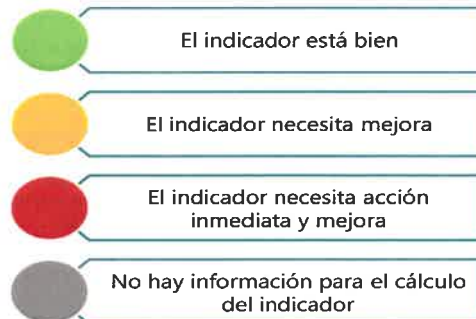 El indicador está bien
El indicador necesita mejora
El indicador necesita acción
inmediata y mejora
No hay información para el cálculo
del indicador